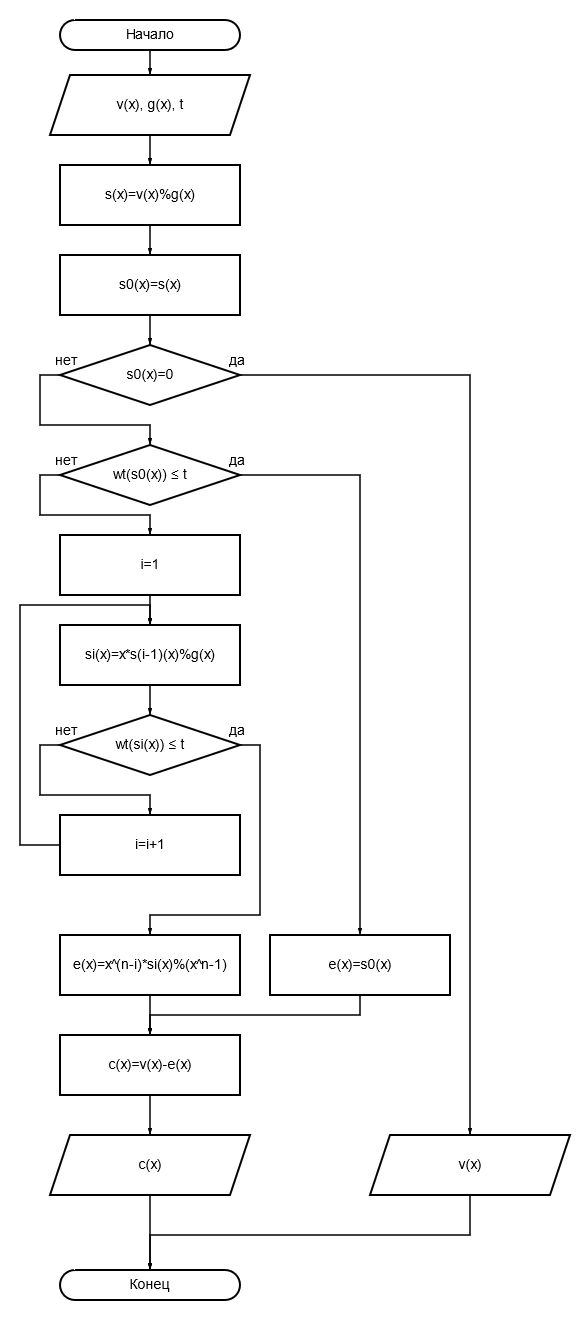 Начало
v(x), g(x), t
s(x)=v(x)%g(x)
s0(x)=s(x)
нет
да
s0(x)=0
нет
да
wt(s0(x)) ≤ t
i=1
si(x)=x*s(i-1)(x)%g(x)
нет
да
wt(si(x)) ≤ t
i=i+1
e(x)=x^(n-i)*si(x)%(x^n-1)
e(x)=s0(x)
c(x)=v(x)-e(x)
c(x)
v(x)
Конец